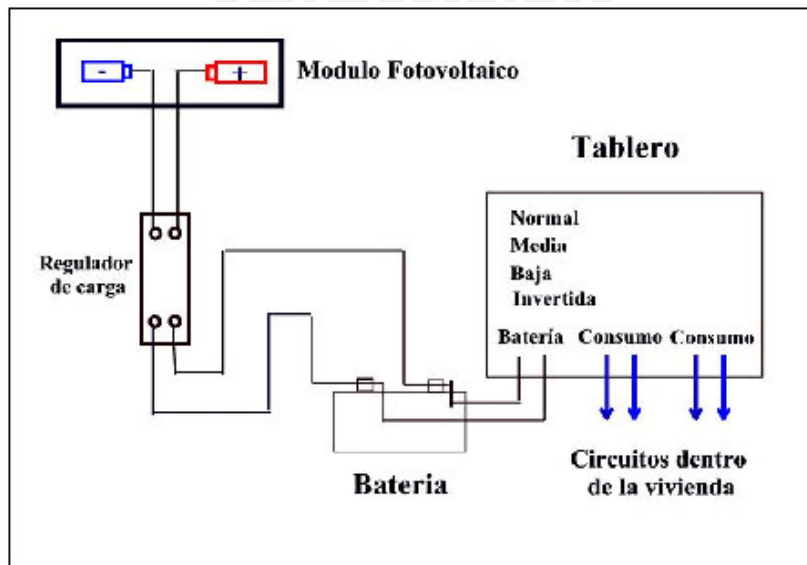 - +
Modulo Fotovoltaico
Tablero
Regulador
de carga
Normal
Media
Baja
Invertida
Batería Consumo Consumo
Bateria
Circuitos dentro
de la vivienda